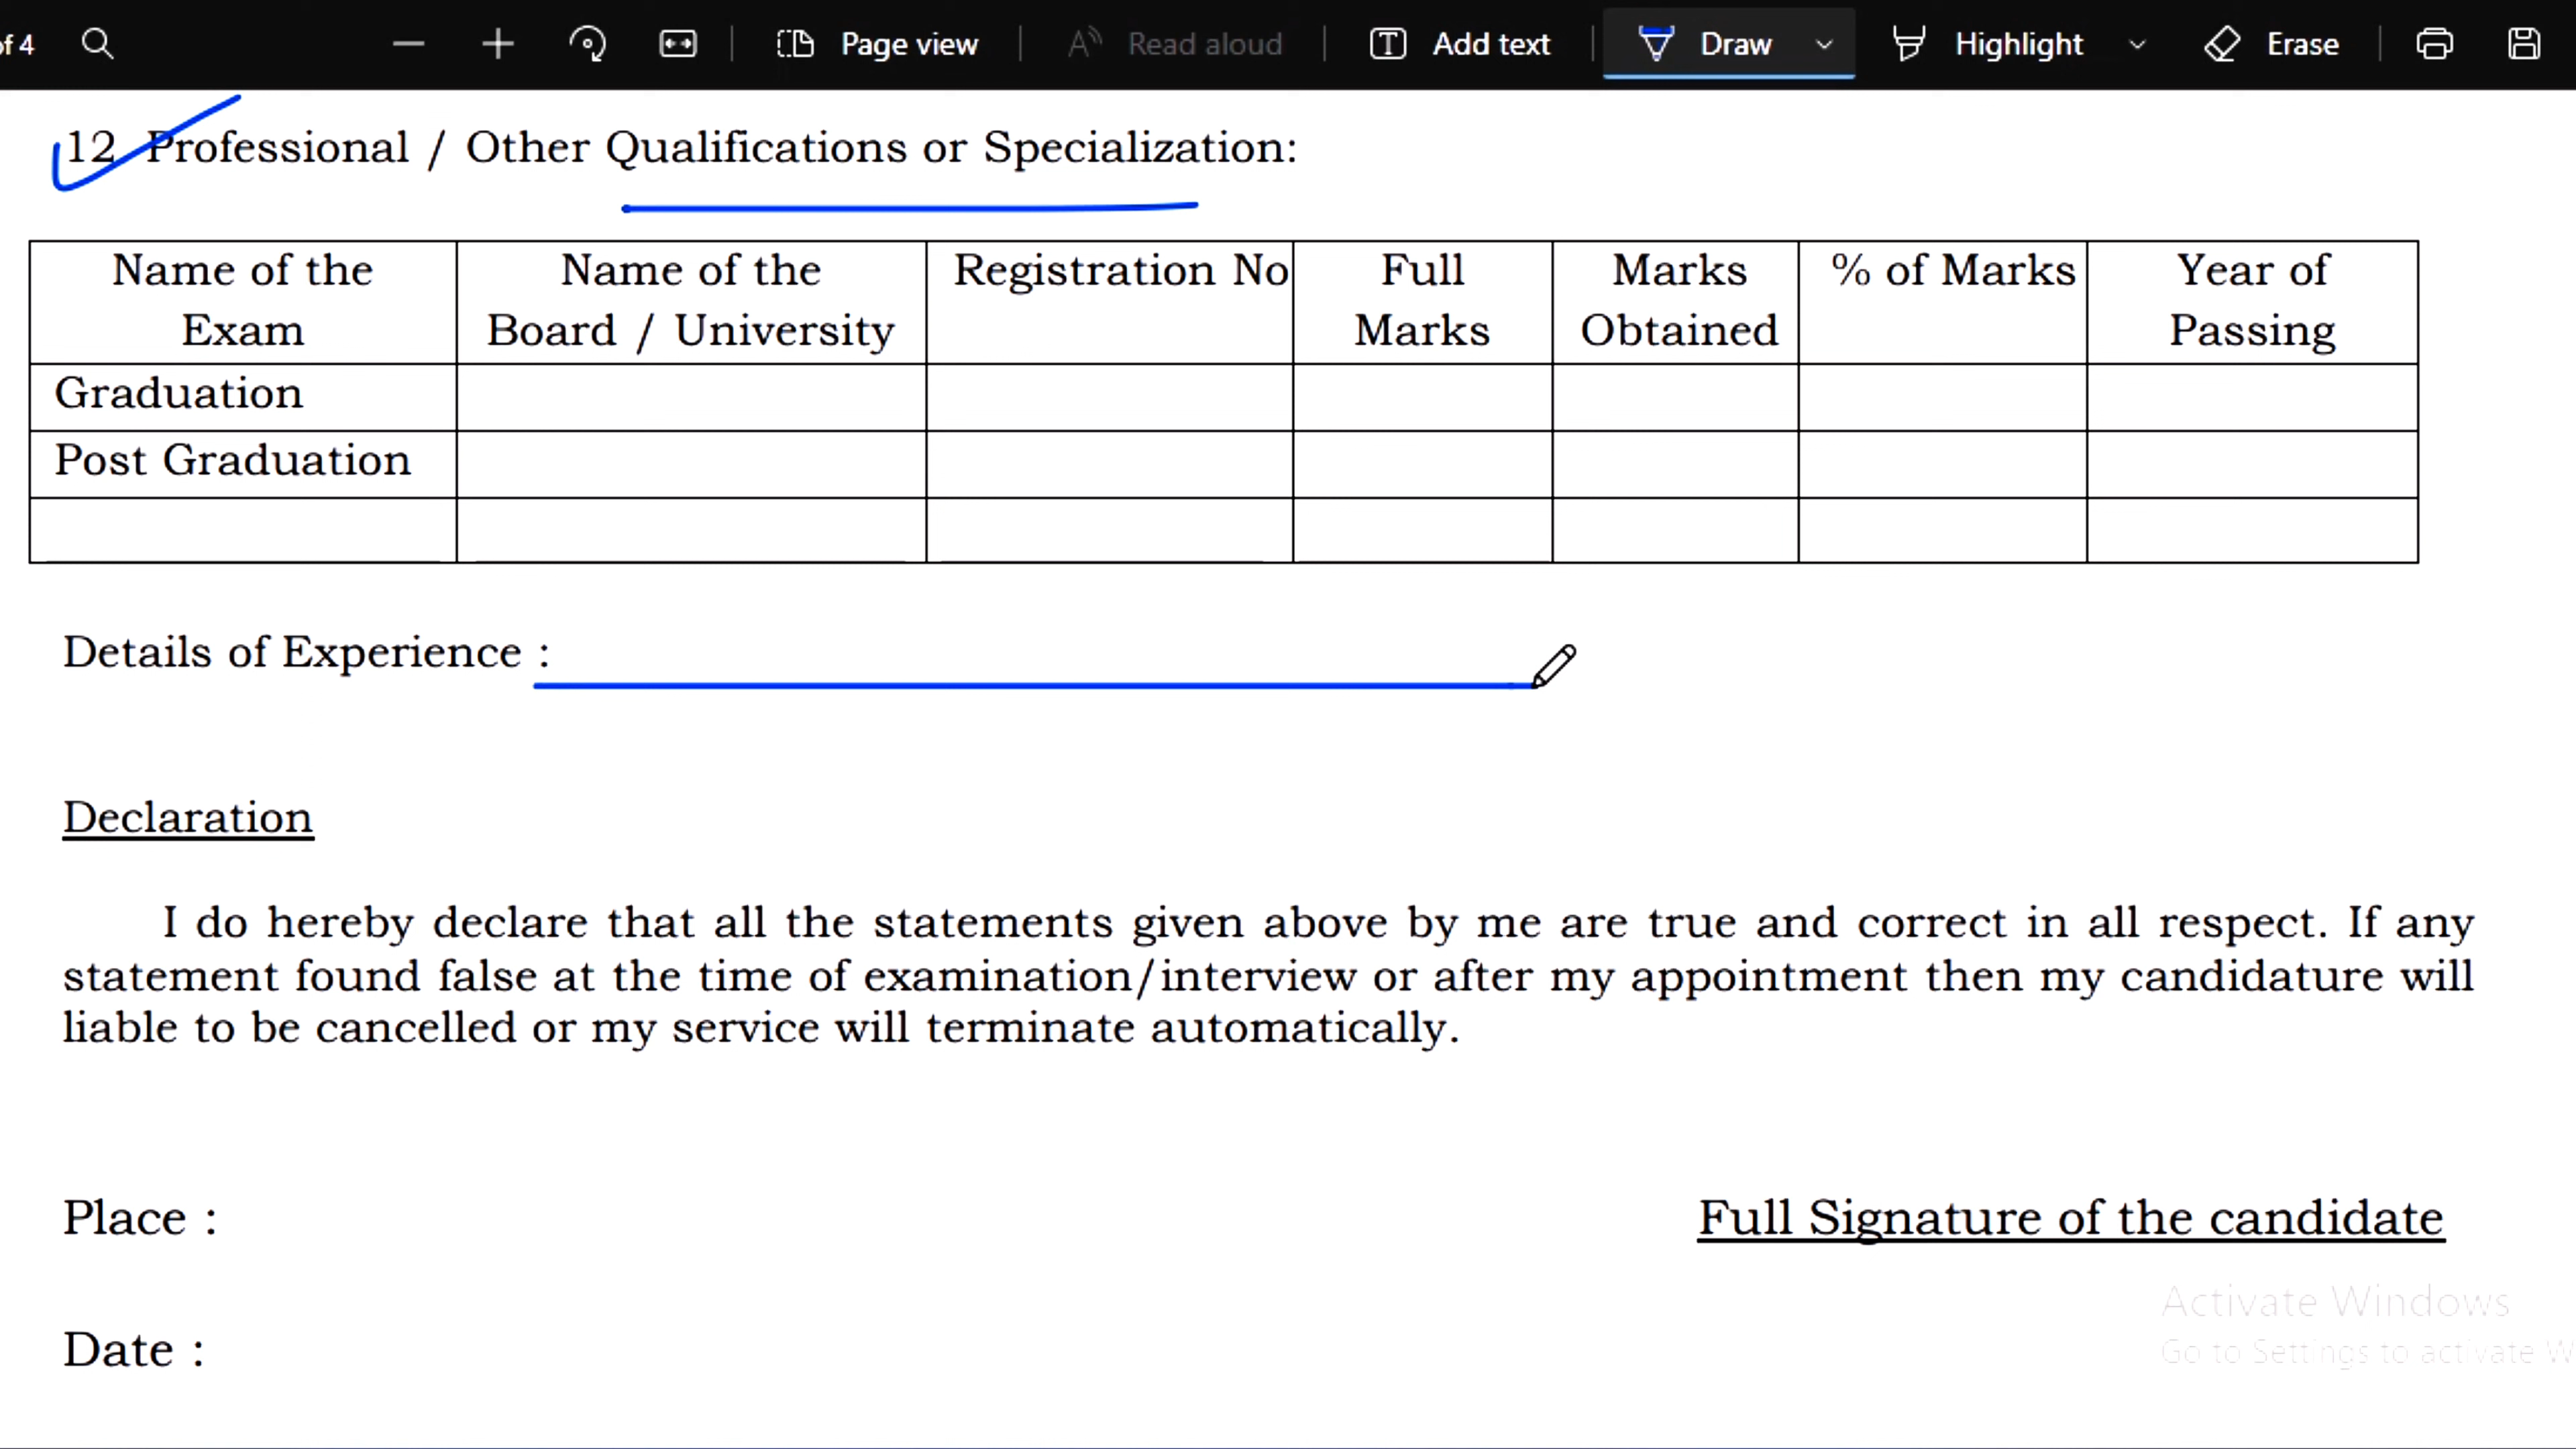 of 4 Page view Read aloud Add text Draw Highlight Erase
12 Professional / Other Qualifications or Specialization:
Name of the Exam Name of the Board / University Registration No Full Marks Marks Obtained % of Marks Year of Passing
Graduation
Post Graduation
Details of Experience :
Declaration
I do hereby declare that all the statements given above by me are true and correct in all respect. If any
statement found false at the time of examination/interview or after my appointment then my candidature will
liable to be cancelled or my service will terminate automatically.
Place : Full Signature of the candidate
Activate Windows
Go to Settings to activate W
Date :